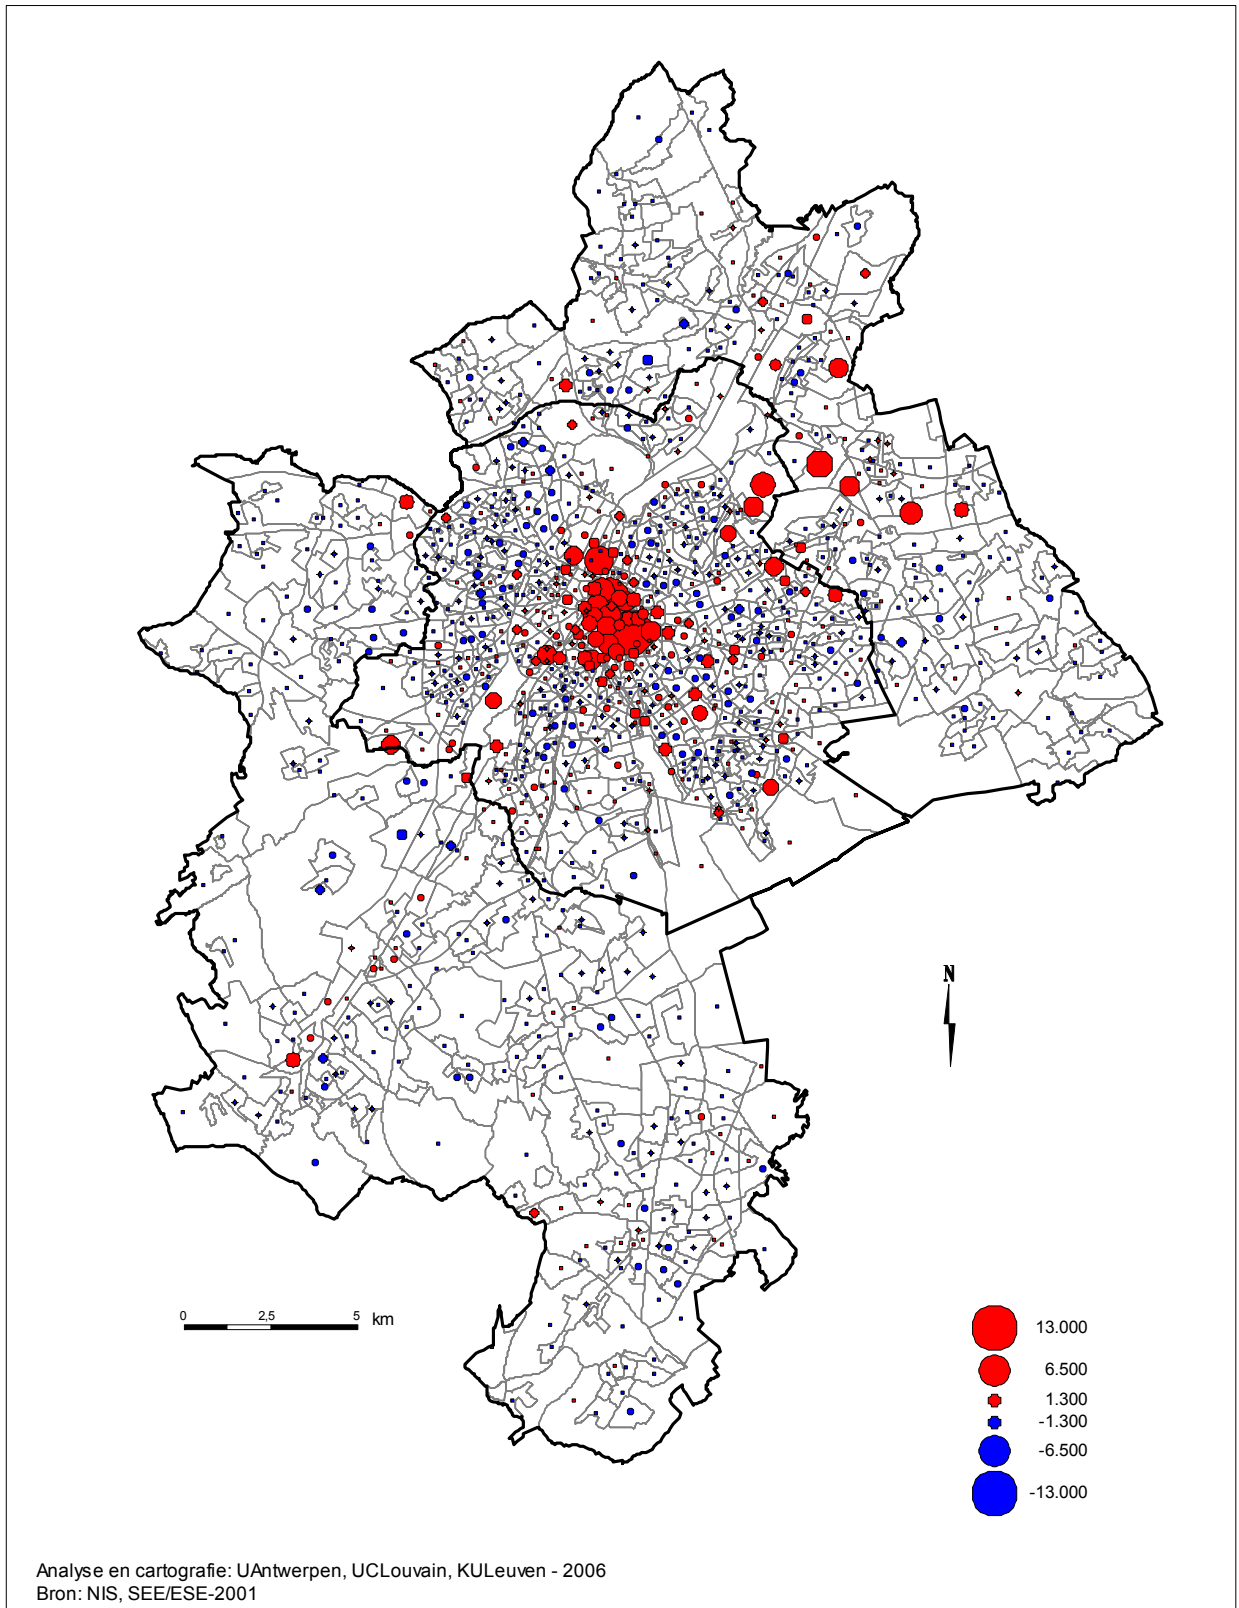 N
0 2,5 5 km
13.000
6.500
1.300
-1.300
-6.500
-13.000
Analyse en cartografie: UAntwerpen, UCLouvain, KULeuven - 2006
Bron: NIS, SEE/ESE-2001